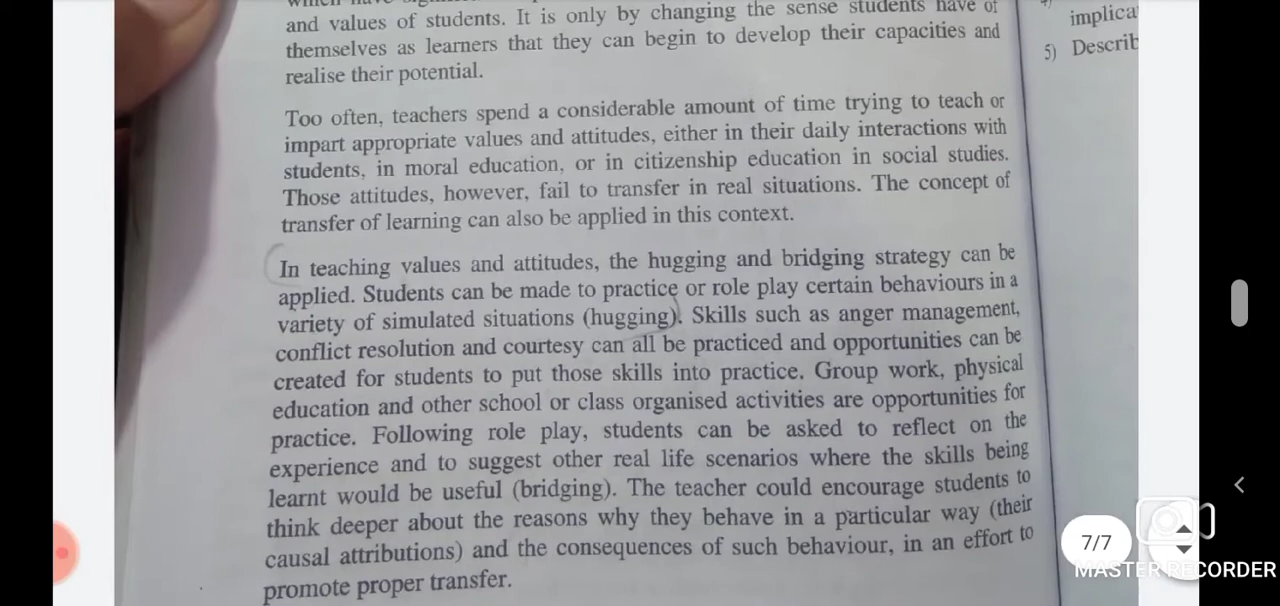 and values of students. It is only by changing the sense students have of
themselves as learners that they can begin to develop their capacities and
realise their potential.
Too often, teachers spend a considerable amount of time trying to teach or
impart appropriate values and attitudes, either in their daily interactions with
students, in moral education, or in citizenship education in social studies.
Those attitudes, however, fail to transfer in real situations. The concept of
transfer of learning can also be applied in this context.
In teaching values and attitudes, the hugging and bridging strategy can be
applied. Students can be made to practice or role play certain behaviours in a
variety of simulated situations (hugging). Skills such as anger management,
conflict resolution and courtesy can all be practiced and opportunities can be
created for students to put those skills into practice. Group work, physical
education and other school or class organised activities are opportunities for
practice. Following role play, students can be asked to reflect on the
experience and to suggest other real life scenarios where the skills being
learnt would be useful (bridging). The teacher could encourage students to
think deeper about the reasons why they behave in a particular way (their
causal attributions) and the consequences of such behaviour, in an effort to
promote proper transfer.
implica
5) Describ
7/7
MASTER RECORDER